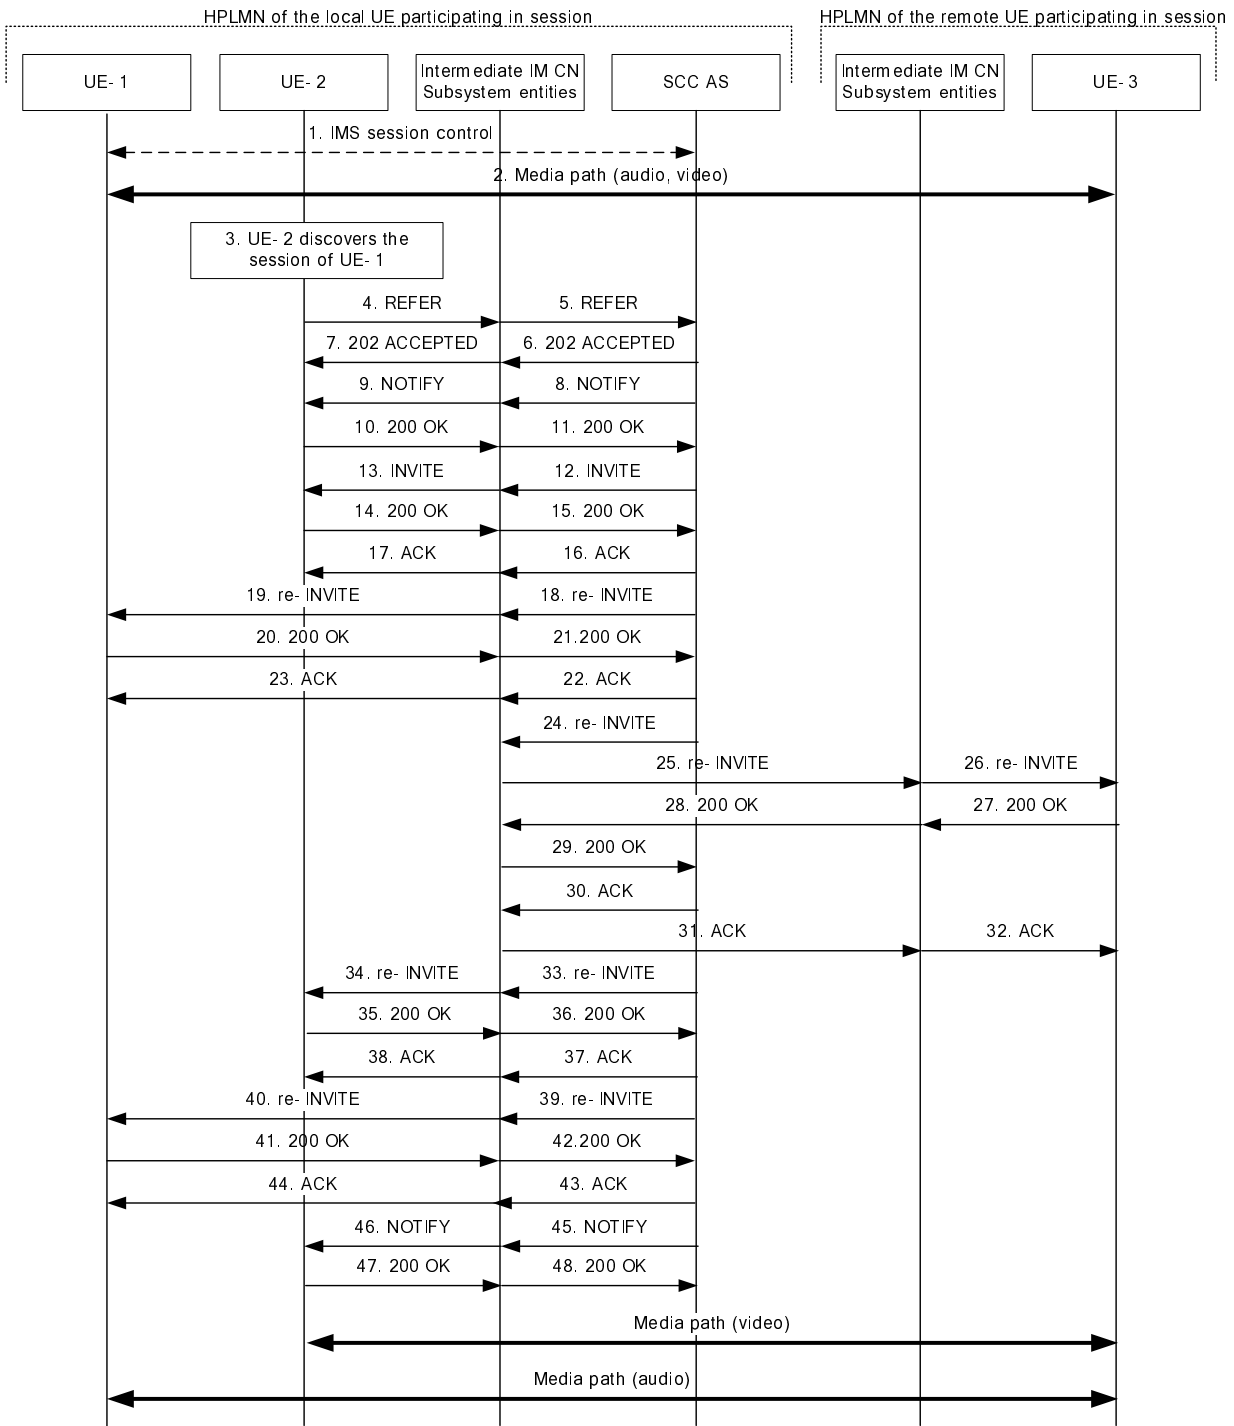 HPLMN of the local UE participating in session
HPLMN of the remote UE participating in session
UE-1
UE-2
Intermediate IM CN
Subsystem entities
SCC AS
Intermediate IM CN
Subsystem entities
UE-3
1. IMS session control
2. Media path (audio, video)
3. UE-2 discovers the
session of UE-1
4. REFER
5. REFER
7. 202 ACCEPTED
6. 202 ACCEPTED
9. NOTIFY
8. NOTIFY
10. 200 OK
11. 200 OK
13. INVITE
12. INVITE
14. 200 OK
15. 200 OK
17. ACK
16. ACK
19. re-INVITE
18. re-INVITE
20. 200 OK
21.200 OK
23. ACK
22. ACK
24. re-INVITE
25. re-INVITE
26. re-INVITE
28. 200 OK
27. 200 OK
29. 200 OK
30. ACK
31. ACK
32. ACK
34. re-INVITE
33. re-INVITE
35. 200 OK
36. 200 OK
38. ACK
37. ACK
40. re-INVITE
39. re-INVITE
41. 200 OK
42.200 OK
44. ACK
43. ACK
46. NOTIFY
45. NOTIFY
47. 200 OK
48. 200 OK
Media path (video)
Media path (audio)